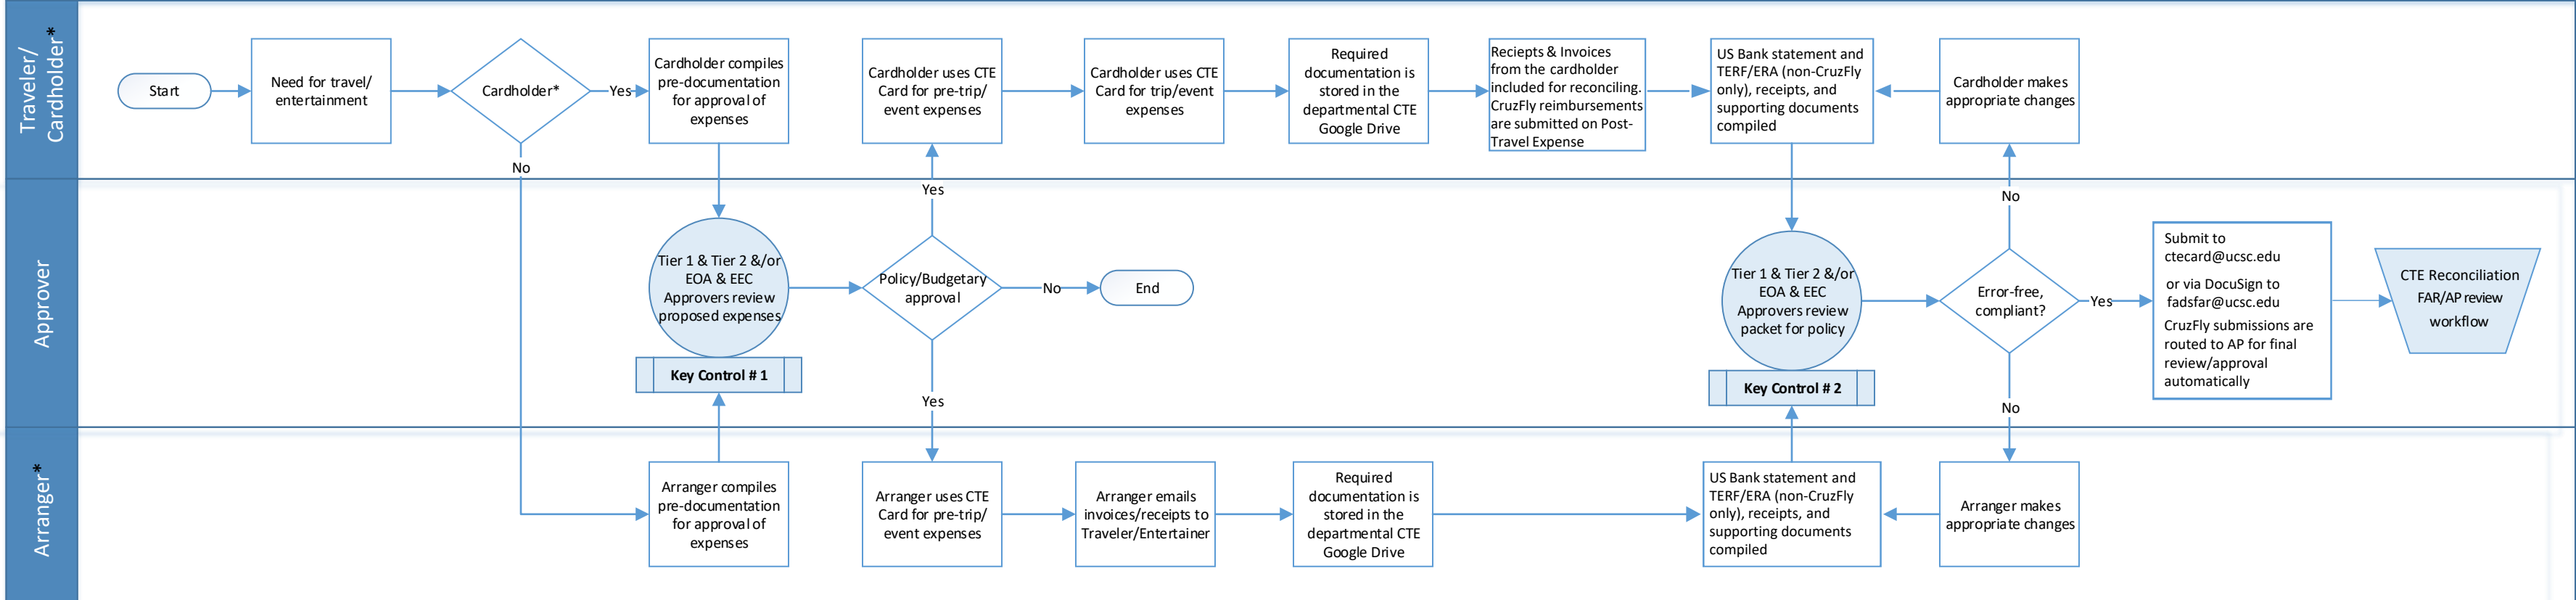 Traveler/
Cardholder*
Start
Need for travel/
entertainment
Cardholder*
Yes
No
Cardholder compiles
pre-documentation
for approval of
expenses
Cardholder uses CTE
Card for pre-trip/
event expenses
Cardholder uses CTE
Card for trip/event
expenses
Required
documentation is
stored in the
departmental CTE
Google Drive
Reciepts & Invoices
from the cardholder
included for reconciling.
CruzFly reimbursements
are submitted on Post-
Travel Expense
US Bank statement and
TERF/ERA (non-CruzFly
only), receipts, and
supporting documents
compiled
Cardholder makes
appropriate changes
Approver
Tier 1 & Tier 2 &/or
EOA & EEC
Approvers review
proposed expenses
Key Control # 1
Yes
Policy/Budgetary
approval
No
End
Yes
Tier 1 & Tier 2 &/or
EOA & EEC
Approvers review
packet for policy
Key Control # 2
No
Error-free,
compliant?
Yes
No
Submit to
ctecard@ucsc.edu
or via DocuSign to
fadsfar@ucsc.edu
CruzFly submissions are
routed to AP for final
review/approval
automatically
CTE Reconciliation
FAR/AP review
workflow
Arranger*
Arranger compiles
pre-documentation
for approval of
expenses
Arranger uses CTE
Card for pre-trip/
event expenses
Arranger emails
invoices/receipts to
Traveler/Entertainer
Required
documentation is
stored in the
departmental CTE
Google Drive
US Bank statement and
TERF/ERA (non-CruzFly
only), receipts, and
supporting documents
compiled
Arranger makes
appropriate changes